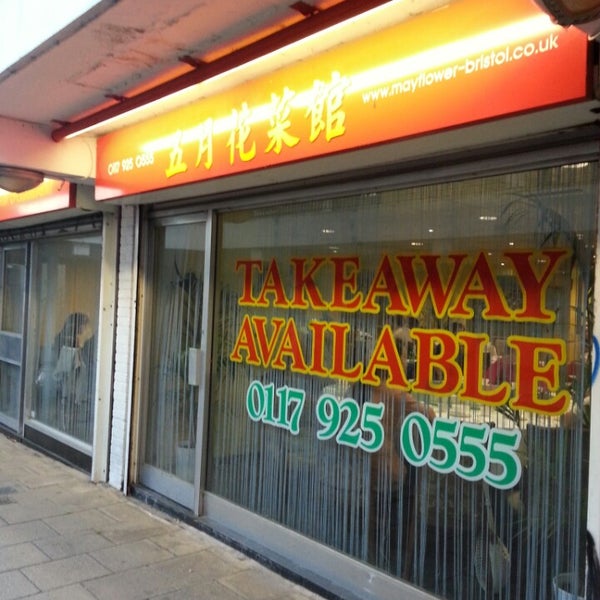 www.mayflower-bristol.co.uk
0117 925 0555 五月花菜館
TAKEAWAY
AVAILABLE
0117 925 0555